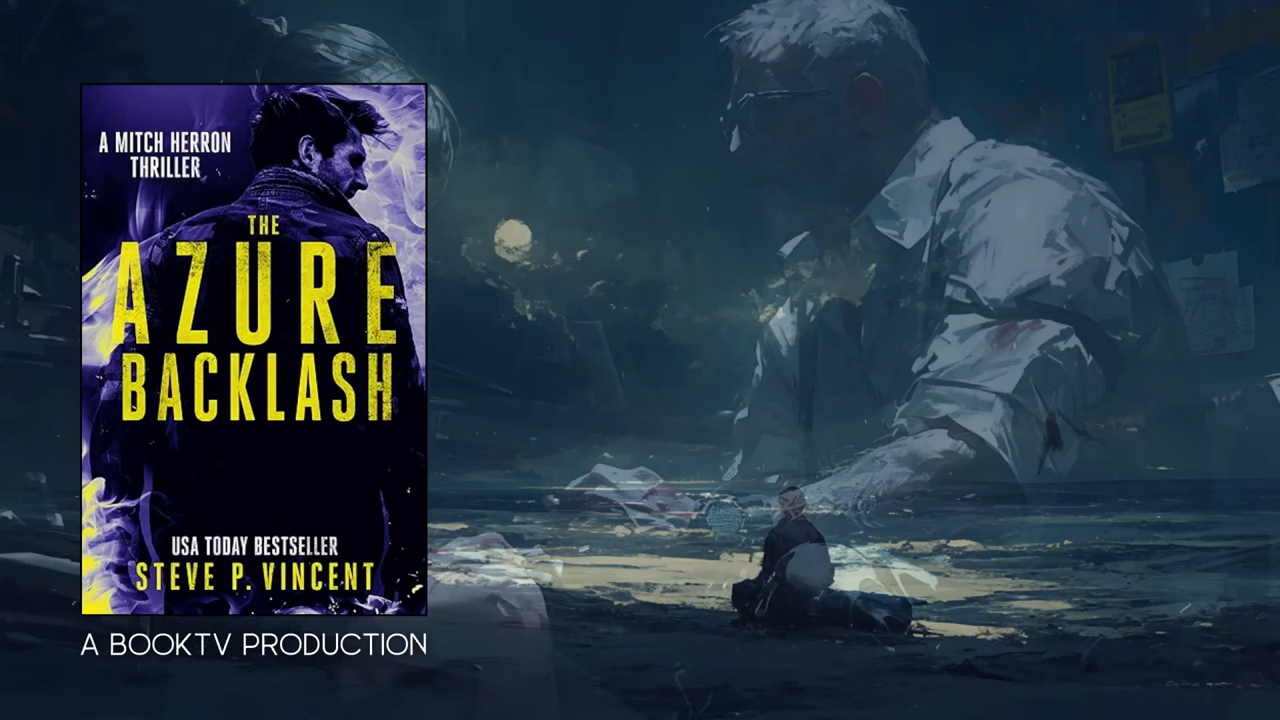 A MITCH HERRON
THRILLER
THE
AZURE
BACKLASH
USA TODAY BESTSELLER
STEVE P. VINCENT
A BOOKTV PRODUCTION